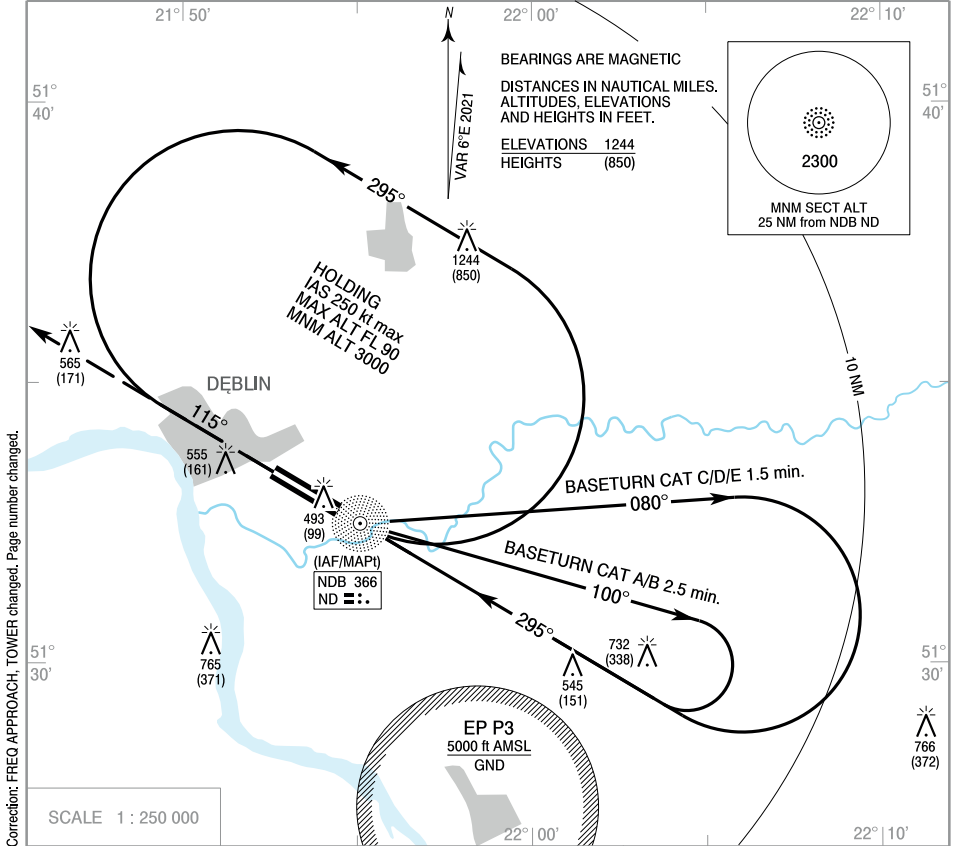 21° 50'
22° 00'
22° 10'
N
VAR 6°E 2021
BEARINGS ARE MAGNETIC
DISTANCES IN NAUTICAL MILES.
ALTITUDES, ELEVATIONS
AND HEIGHTS IN FEET.
ELEVATIONS 1244
HEIGHTS (850)
2300
MNM SECT ALT
25 NM from NDB ND
51°
40'
51°
40'
295°
1244
(850)
HOLDING
IAS 250 kt max
MAX ALT FL 90
MNM ALT 3000
10 NM
565
(171)
DĘBLIN
115°
555
(161)
493
(99)
(IAF/MAPt)
NDB 366
ND
BASETURN CAT C/D/E 1.5 min.
080°
BASETURN CAT A/B 2.5 min.
100°
295°
732
(338)
545
(151)
765
(371)
766
(372)
51°
30'
51°
30'
EP P3
5000 ft AMSL
GND
SCALE 1 : 250 000
22° 00'
22° 10'
Correction: FREQ APPROACH, TOWER changed. Page number changed.